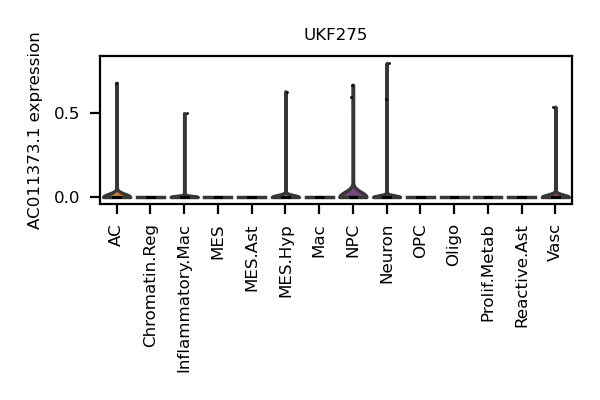 UKF275
AC011373.1 expression
0.5
0.0
AC
Chromatin.Reg
Inflammatory.Mac
MES
MES.Ast
MES.Hyp
Mac
NPC
Neuron
OPC
Oligo
Prolif.Metab
Reactive.Ast
Vasc